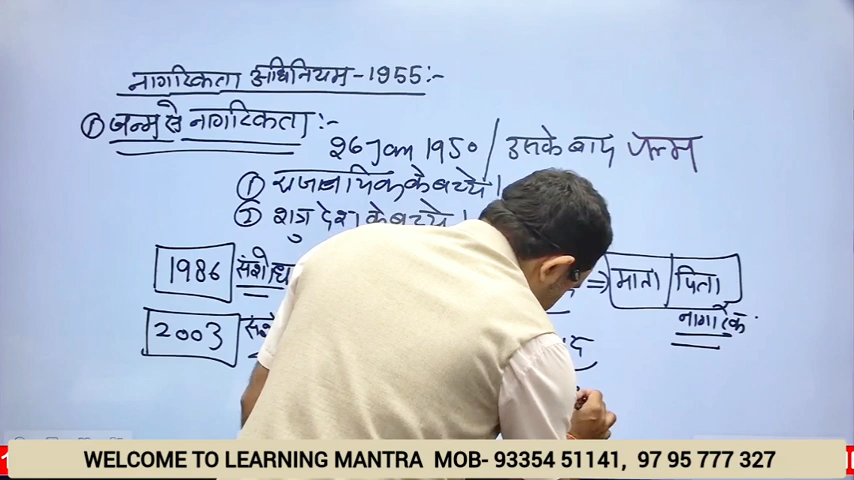 नागरिकता अधिनियम-1955:-
① जन्म से नागरिकता:-
26 Jan 1950 / उसके बाद जन्म
① राजनयिक के बच्चे।
② शत्रु देश के बच्चे।
1986 संशोध ⇒ माता पिता
नागरिक
2003
WELCOME TO LEARNING MANTRA MOB- 93354 51141, 97 95 777 327